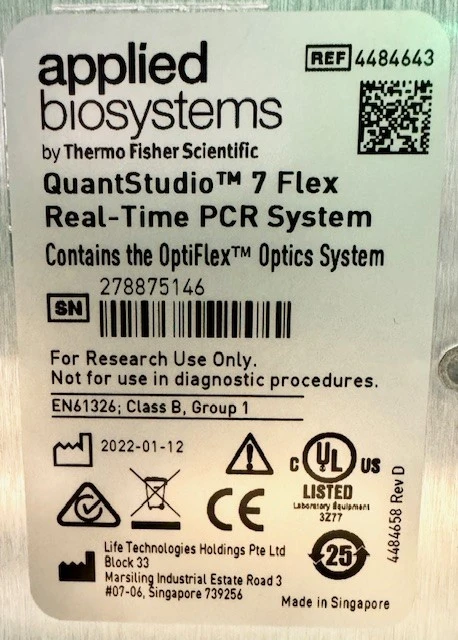 applied
biosystems
by Thermo Fisher Scientific
REF 4484643
QuantStudio™ 7 Flex
Real-Time PCR System
Contains the OptiFlex™ Optics System
SN
278875146
For Research Use Only.
Not for use in diagnostic procedures.
EN61326; Class B, Group 1
2022-01-12
C UL US
LISTED
Laboratory Equipment
3Z77
CE
25
Life Technologies Holdings Pte Ltd
Block 33
Marsiling Industrial Estate Road 3
#07-06, Singapore 739256
Made in Singapore
4484658 Rev D